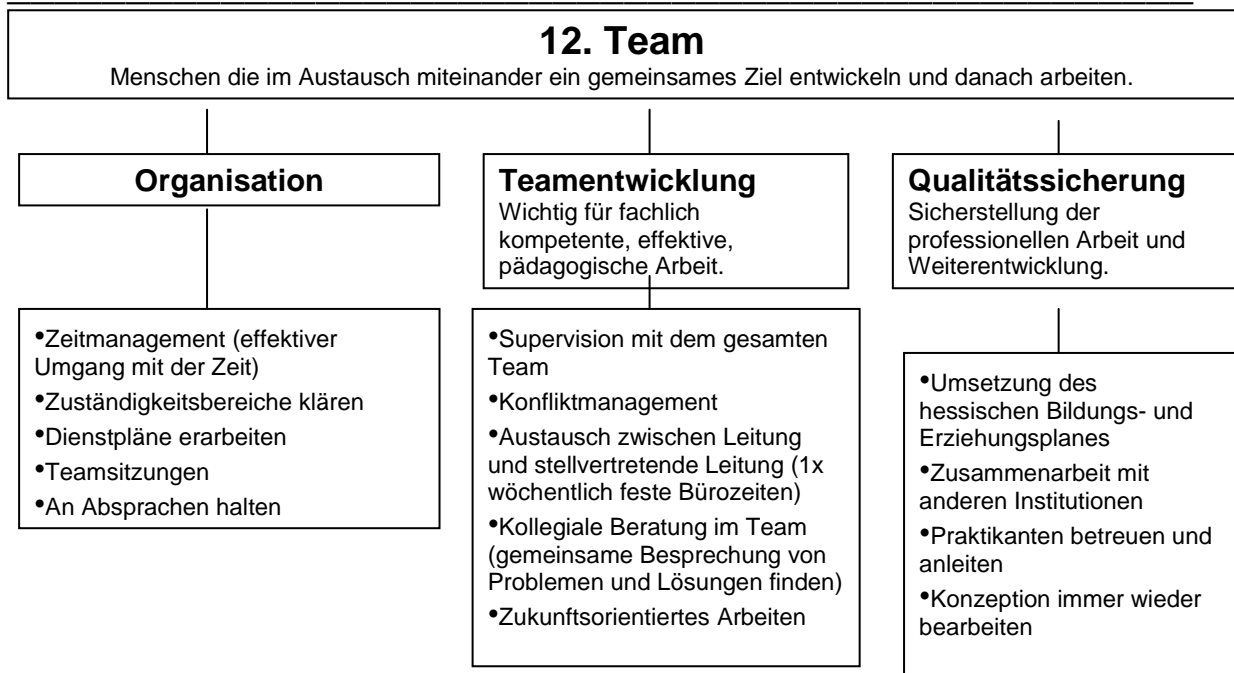 12. Team
Menschen die im Austausch miteinander ein gemeinsames Ziel entwickeln und danach arbeiten.
Organisation
•Zeitmanagement (effektiver
Umgang mit der Zeit)
•Zuständigkeitsbereiche klären
•Dienstpläne erarbeiten
•Teamsitzungen
•An Absprachen halten
Teamentwicklung
Wichtig für fachlich
kompetente, effektive,
pädagogische Arbeit.
•Supervision mit dem gesamten
Team
•Konfliktmanagement
•Austausch zwischen Leitung
und stellvertretende Leitung (1x
wöchentlich feste Bürozeiten)
•Kollegiale Beratung im Team
(gemeinsame Besprechung von
Problemen und Lösungen finden)
•Zukunftsorientiertes Arbeiten
Qualitätssicherung
Sicherstellung der
professionellen Arbeit und
Weiterentwicklung.
•Umsetzung des
hessischen Bildungs- und
Erziehungsplanes
•Zusammenarbeit mit
anderen Institutionen
•Praktikanten betreuen und
anleiten
•Konzeption immer wieder
bearbeiten